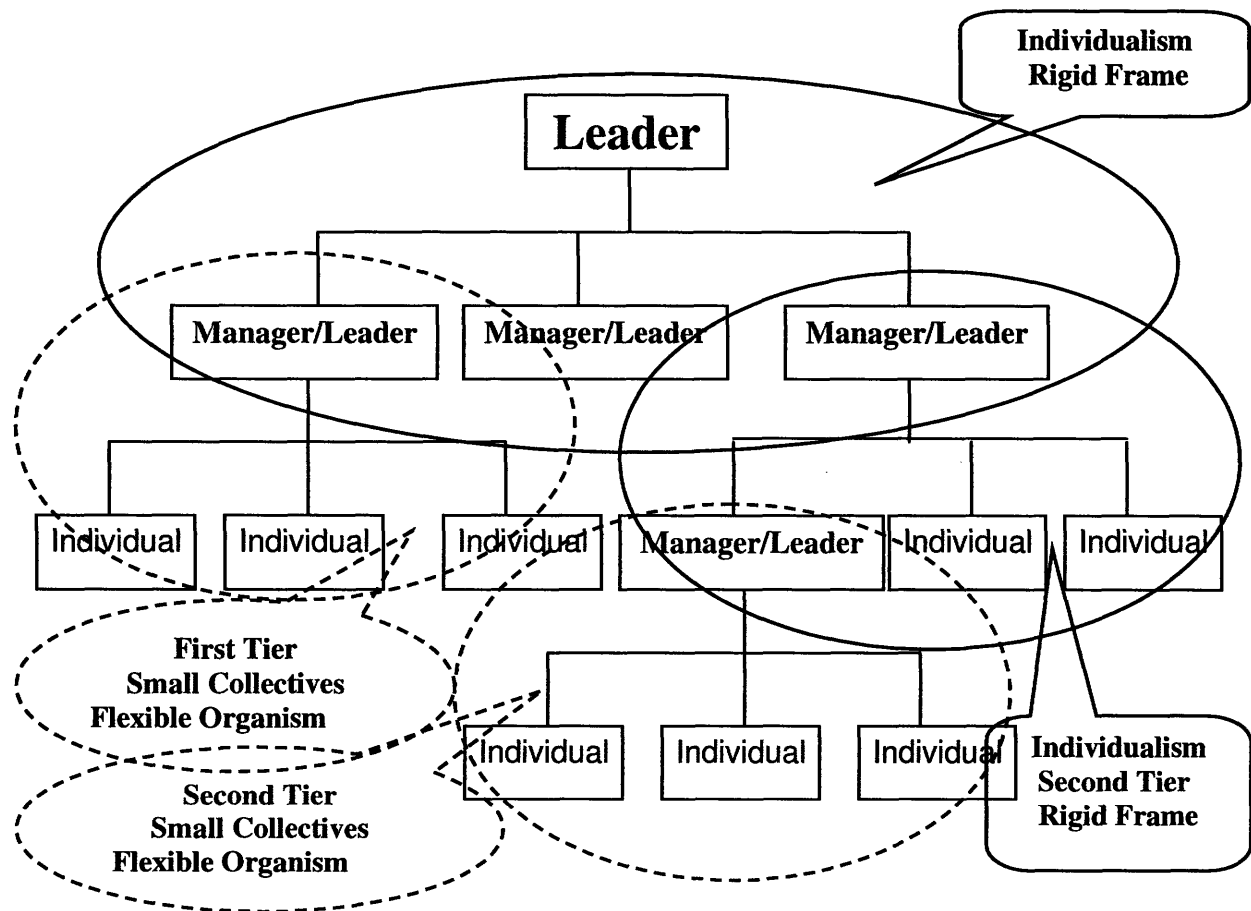 Individualism
Rigid Frame
Leader
Manager/Leader
Manager/Leader
Manager/Leader
Individual
Individual
Individual
Manager/Leader
Individual
Individual
First Tier
Small Collectives
Flexible Organism
Individual
Individual
Individual
Individualism
Second Tier
Rigid Frame
Second Tier
Small Collectives
Flexible Organism